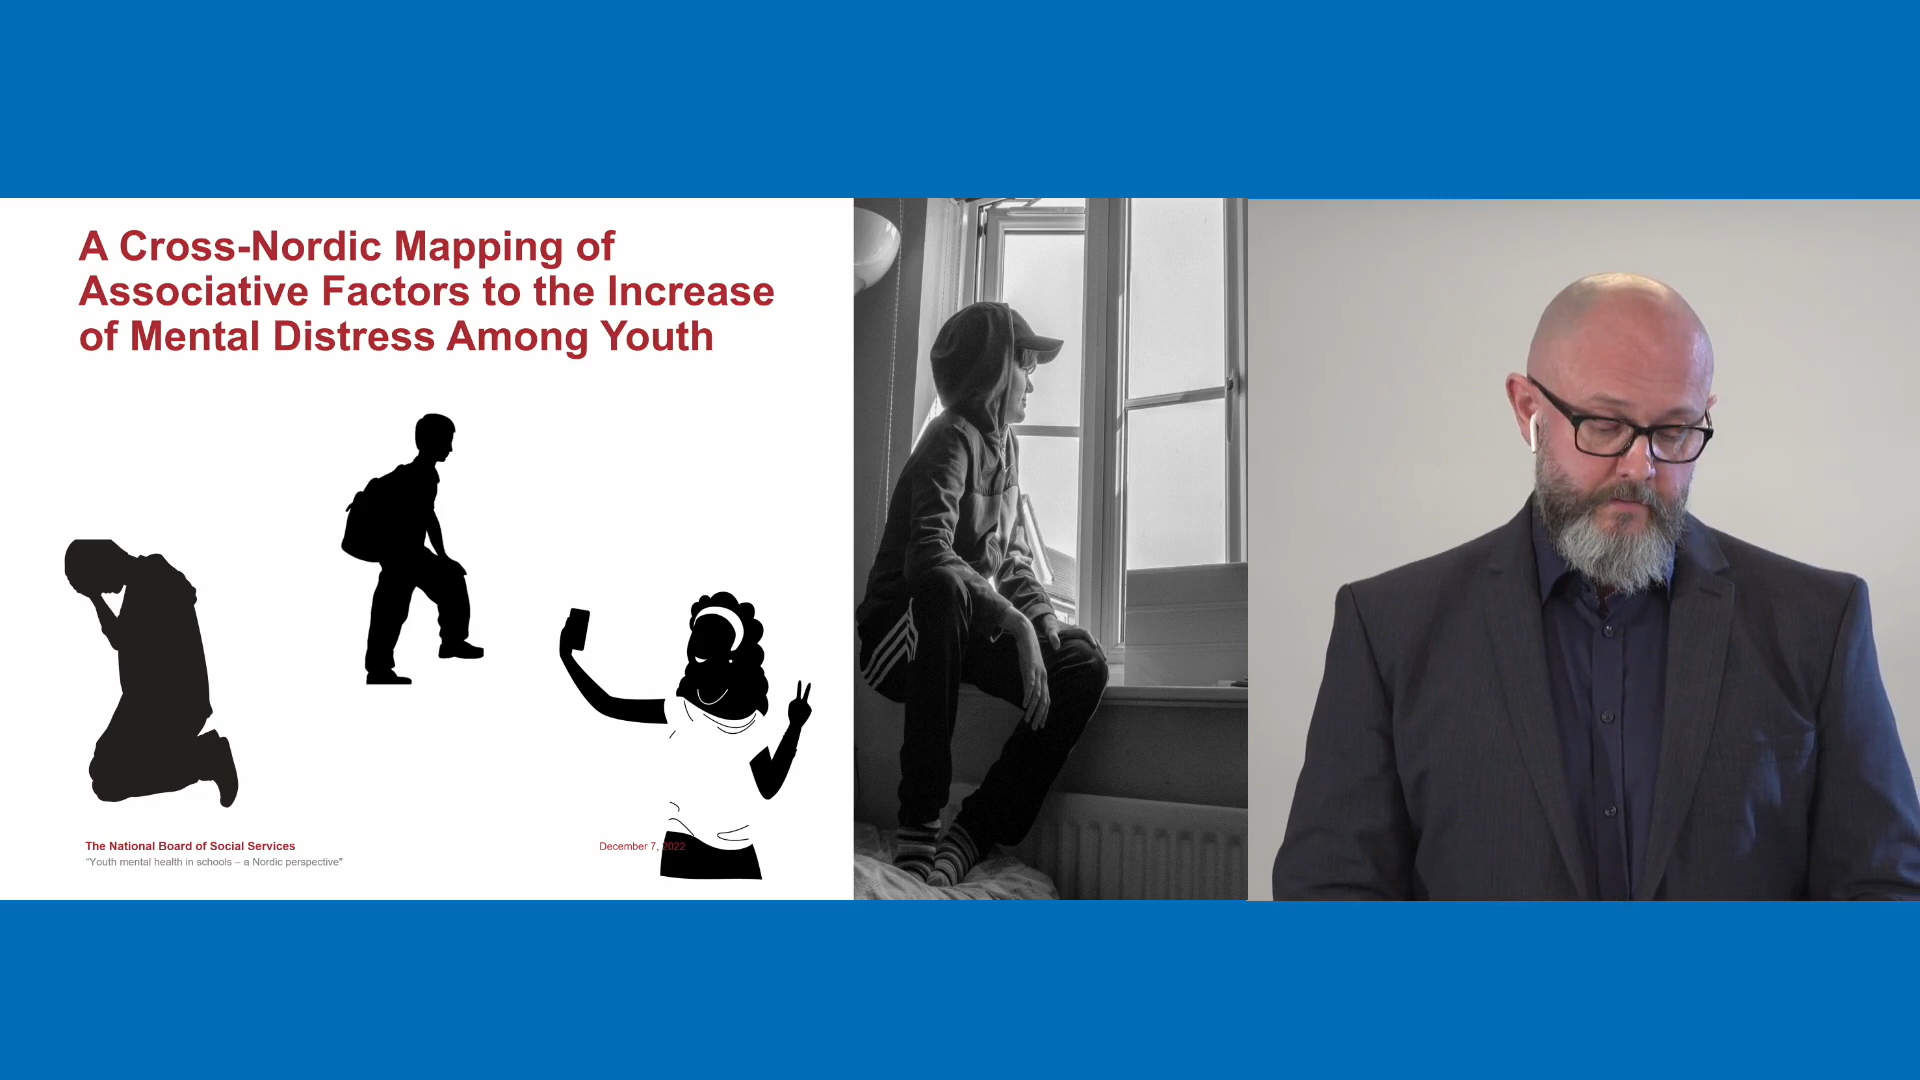 A Cross-Nordic Mapping of
Associative Factors to the Increase
of Mental Distress Among Youth
The National Board of Social Services
"Youth mental health in schools – a Nordic perspective"
December 7, 2022